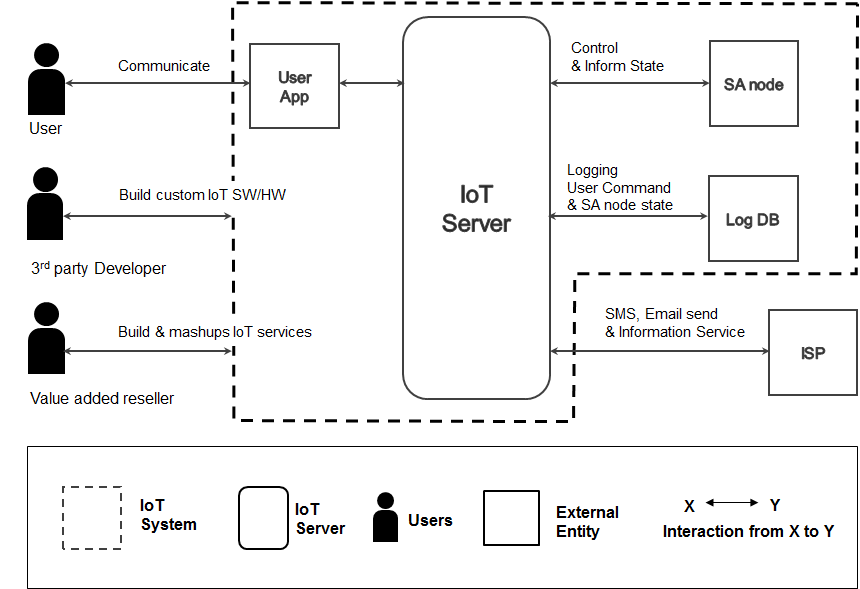 Communicate
User
App
Control
& Inform State
SA node
User
Build custom IoT SW/HW
IoT
Server
Logging
User Command
& SA node state
Log DB
3rd party Developer
Build & mashups IoT services
SMS, Email send
& Information Service
ISP
Value added reseller
IoT
System
IoT
Server
Users
External
Entity
X
Y
Interaction from X to Y